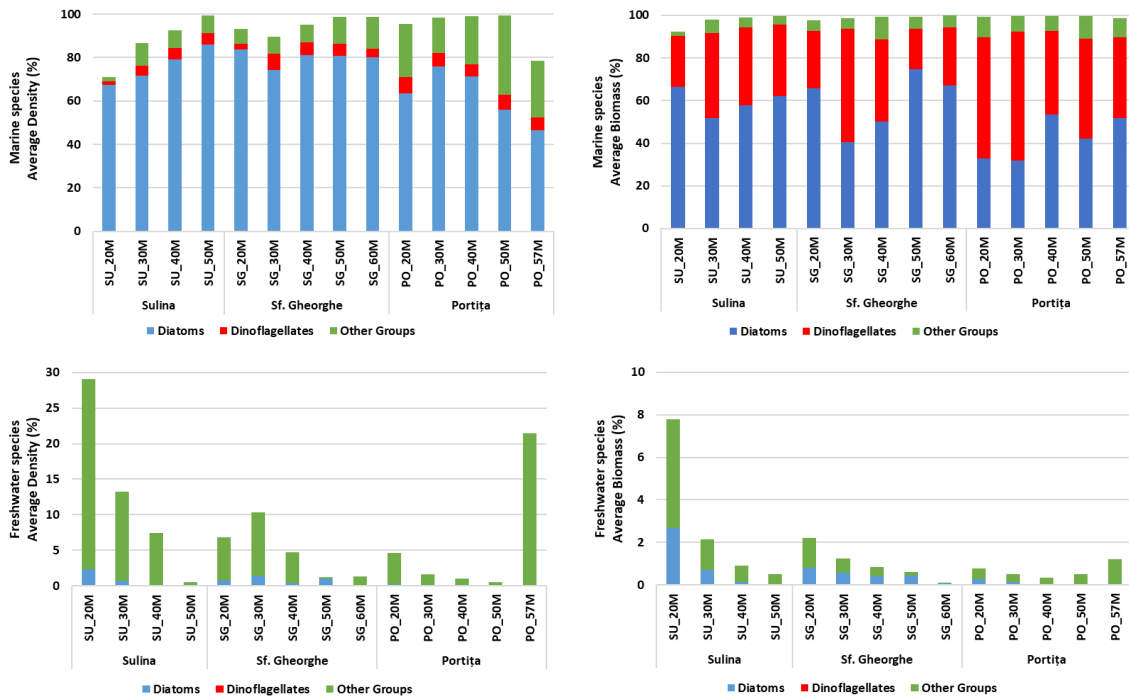 Marine species
Average Density (%)
100
80
60
40
20
0
SU_20M
SU_30M
SU_40M
SU_50M
SG_20M
SG_30M
SG_40M
SG_50M
SG_60M
PO_20M
PO_30M
PO_40M
PO_50M
PO_57M
Sulina
Sf. Gheorghe
Portița
Diatoms
Dinoflagellates
Other Groups
Marine species
Average Biomass (%)
100
80
60
40
20
0
SU_20M
SU_30M
SU_40M
SU_50M
SG_20M
SG_30M
SG_40M
SG_50M
SG_60M
PO_20M
PO_30M
PO_40M
PO_50M
PO_57M
Sulina
Sf. Gheorghe
Portița
Diatoms
Dinoflagellates
Other Groups
Freshwater species
Average Density (%)
30
25
20
15
10
5
0
SU_20M
SU_30M
SU_40M
SU_50M
SG_20M
SG_30M
SG_40M
SG_50M
SG_60M
PO_20M
PO_30M
PO_40M
PO_50M
PO_57M
Sulina
Sf. Gheorghe
Portița
Diatoms
Dinoflagellates
Other Groups
Freshwater species
Average Biomass (%)
10
8
6
4
2
0
SU_20M
SU_30M
SU_40M
SU_50M
SG_20M
SG_30M
SG_40M
SG_50M
SG_60M
PO_20M
PO_30M
PO_40M
PO_50M
PO_57M
Sulina
Sf. Gheorghe
Portița
Diatoms
Dinoflagellates
Other Groups